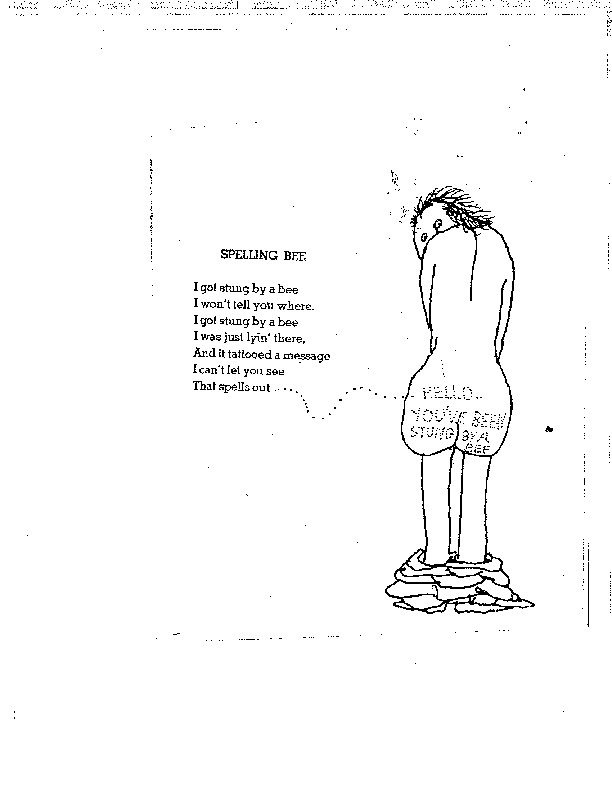 SPELLING BEE
I got stung by a bee
I won't tell you where.
I got stung by a bee
I was just lyin' there,
And it tattooed a message
I can't let you see
That spells out . . .
HELLO..
YOU'VE BEEN
STUNG BY A
BEE